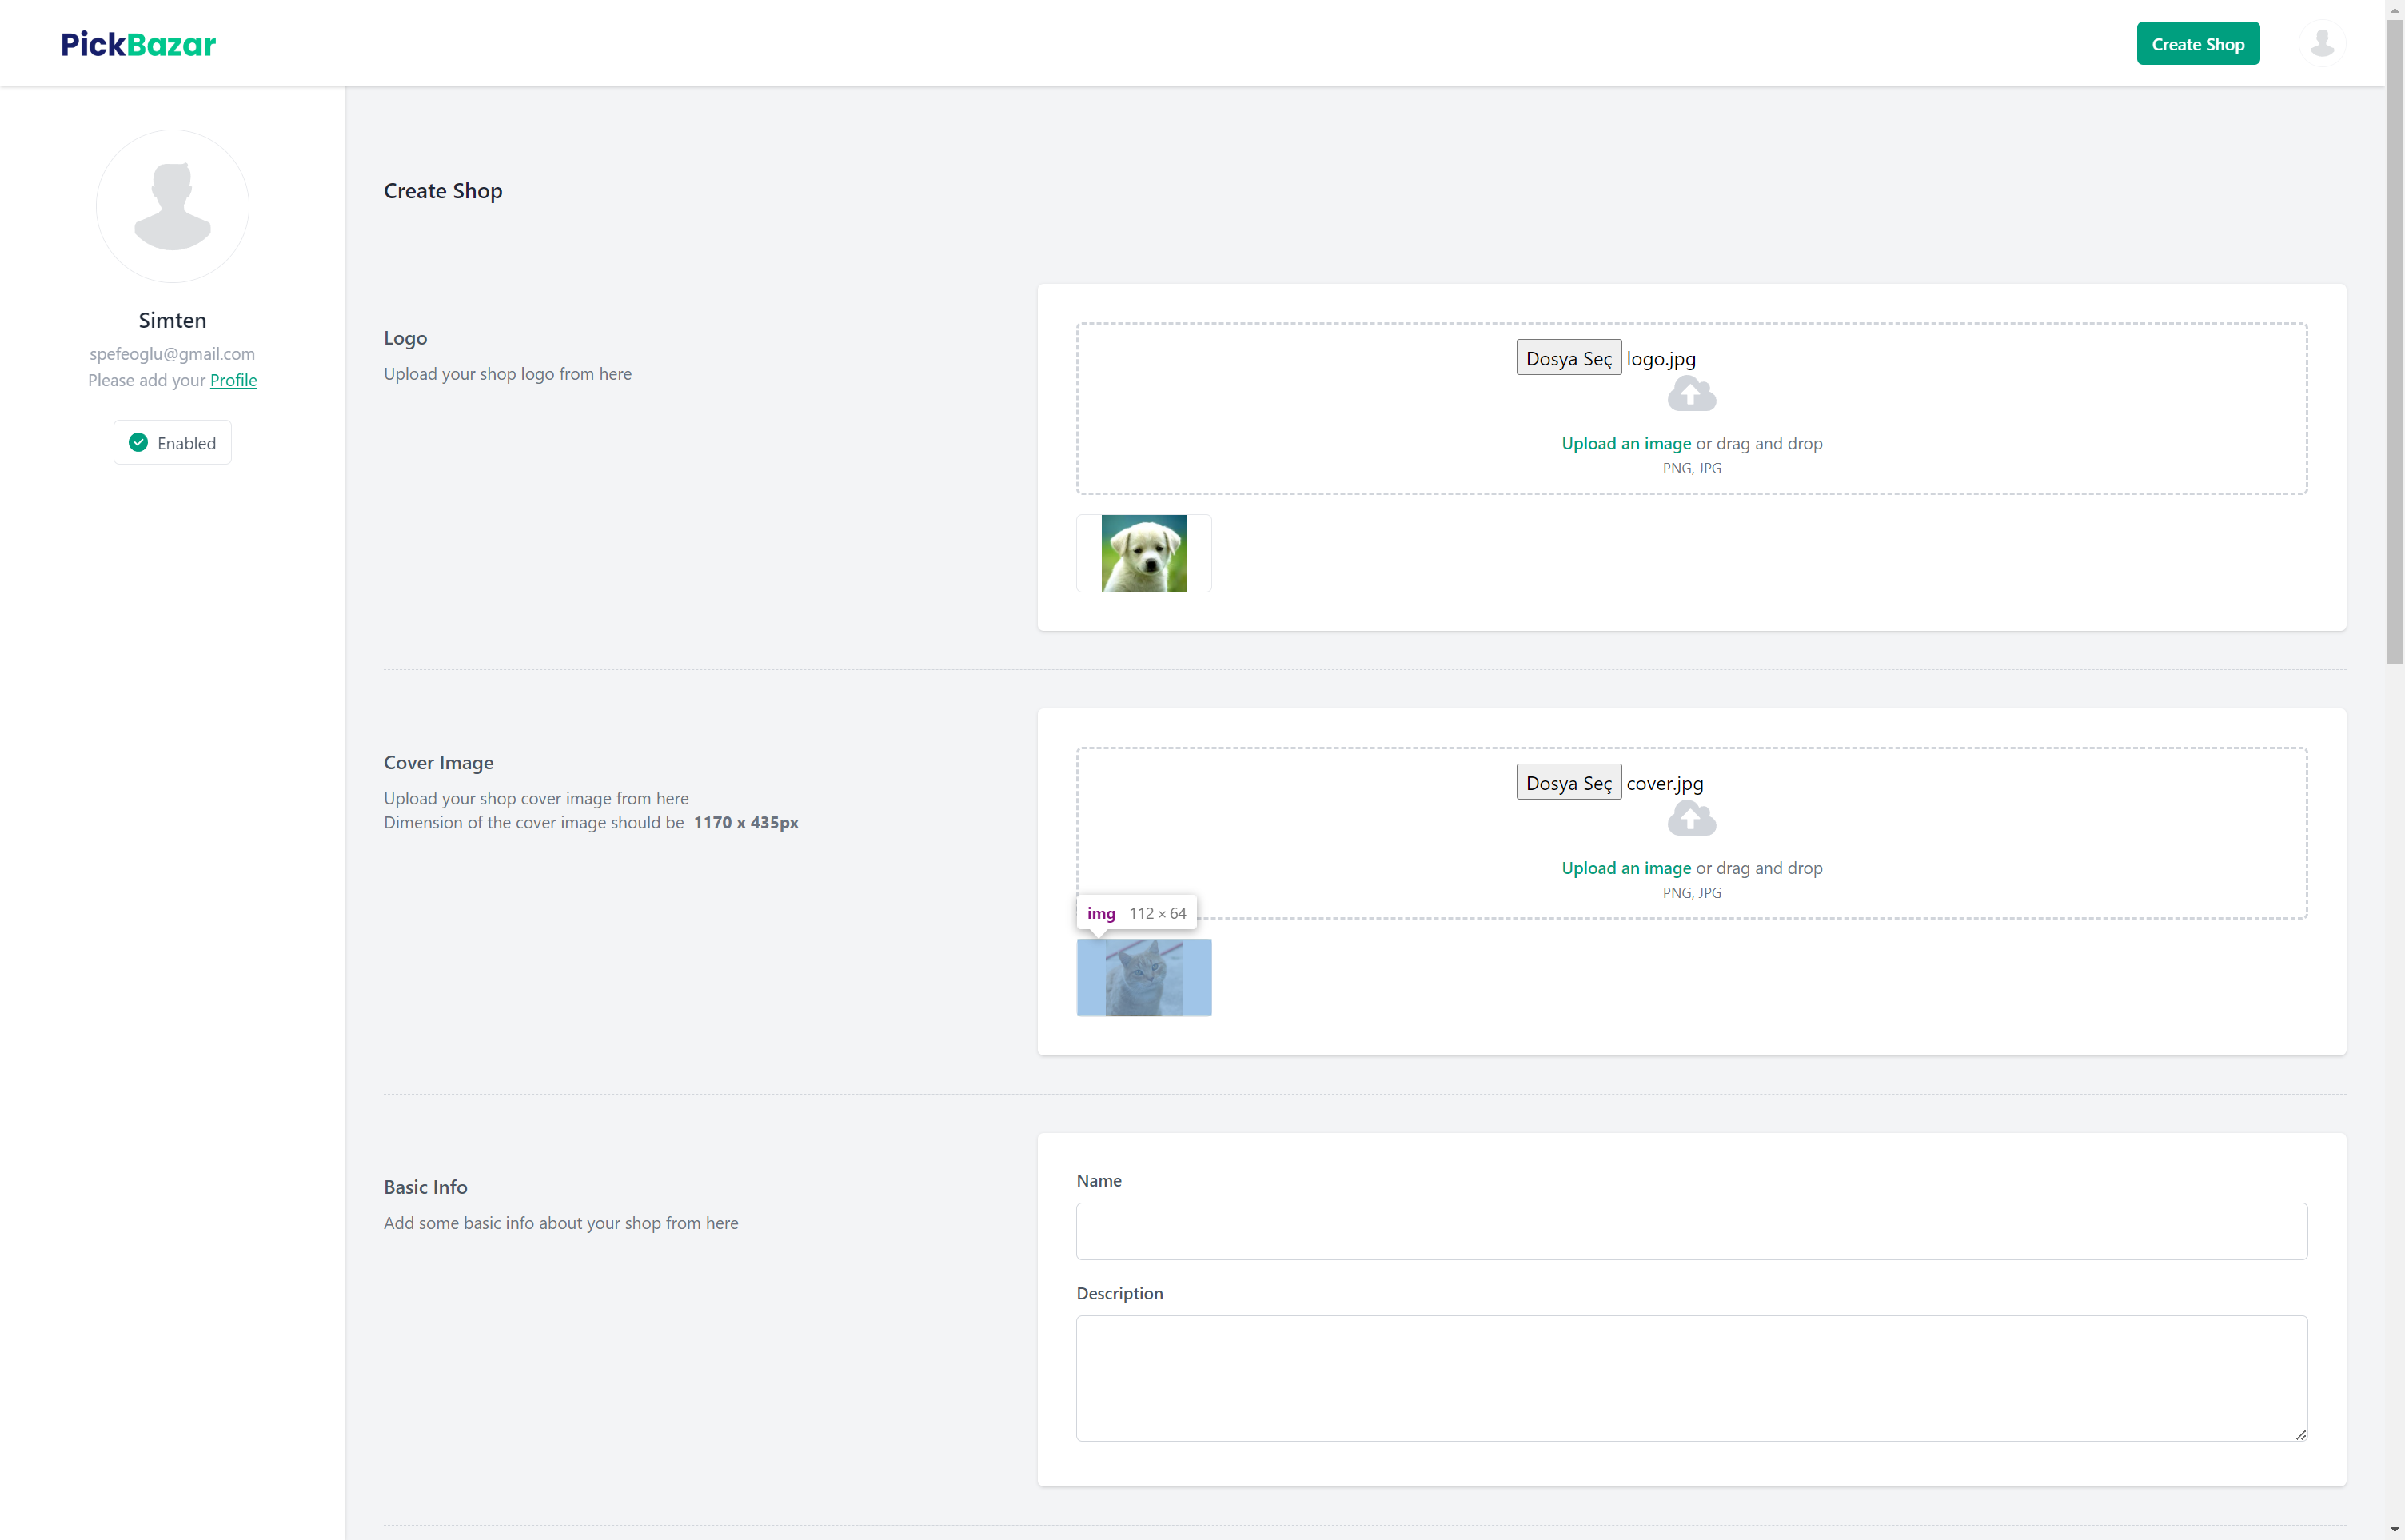 PickBazar
Create Shop
Simten
spefeoglu@gmail.com
Please add your Profile
Enabled
Create Shop
Logo
Upload your shop logo from here
Dosya Seç logo.jpg
Upload an image or drag and drop
PNG, JPG
Cover Image
Upload your shop cover image from here
Dimension of the cover image should be 1170 x 435px
Dosya Seç cover.jpg
Upload an image or drag and drop
PNG, JPG
img 112 × 64
Basic Info
Add some basic info about your shop from here
Name
Description